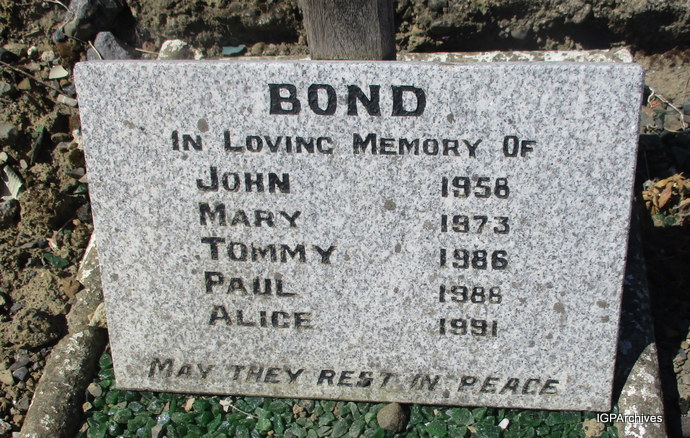 BOND
IN LOVING MEMORY OF
JOHN 1958
MARY 1973
TOMMY 1986
PAUL 1988
ALICE 1991
MAY THEY REST IN PEACE
IGPArchives